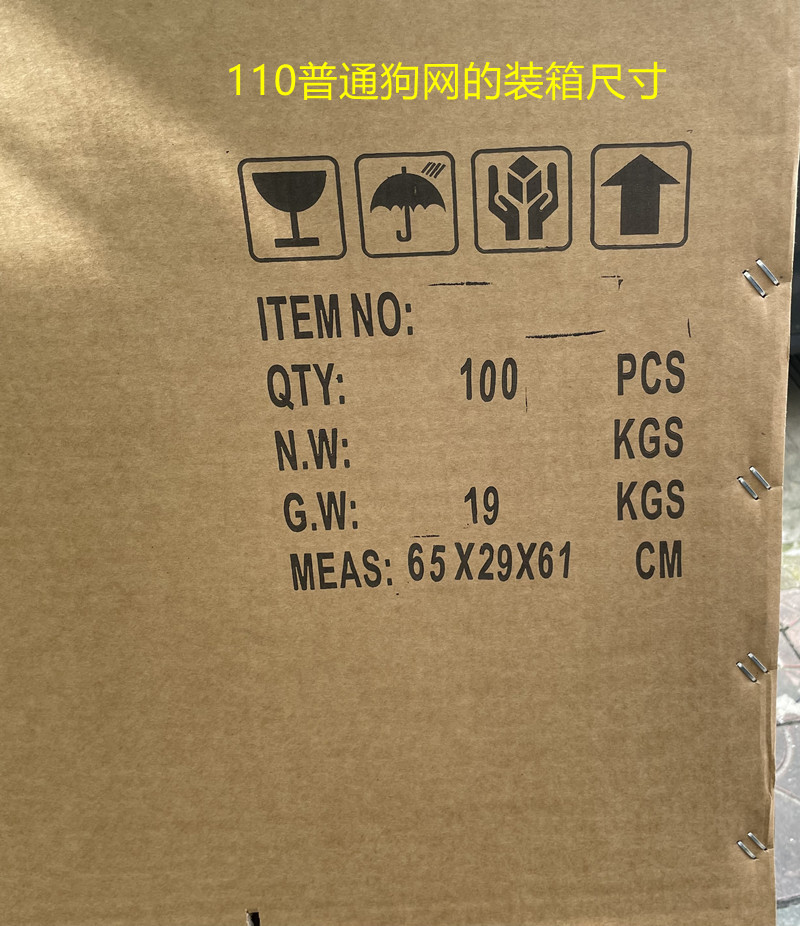 110普通狗网的装箱尺寸
ITEM NO:
QTY: 100 PCS
N.W: KGS
G.W: 19 KGS
MEAS: 65X29X61 CM